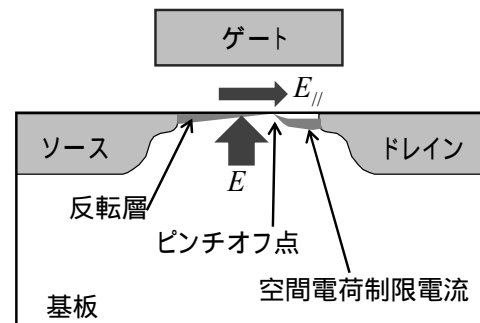 ゲート
E//
ソース
ドレイン
E
反転層
ピンチオフ点
空間電荷制限電流
基板